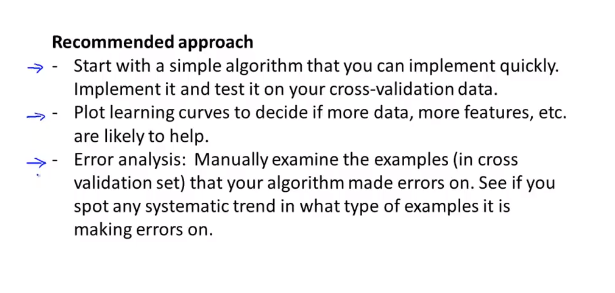 Recommended approach
- Start with a simple algorithm that you can implement quickly.
Implement it and test it on your cross-validation data.
- Plot learning curves to decide if more data, more features, etc.
are likely to help.
- Error analysis: Manually examine the examples (in cross
validation set) that your algorithm made errors on. See if you
spot any systematic trend in what type of examples it is
making errors on.